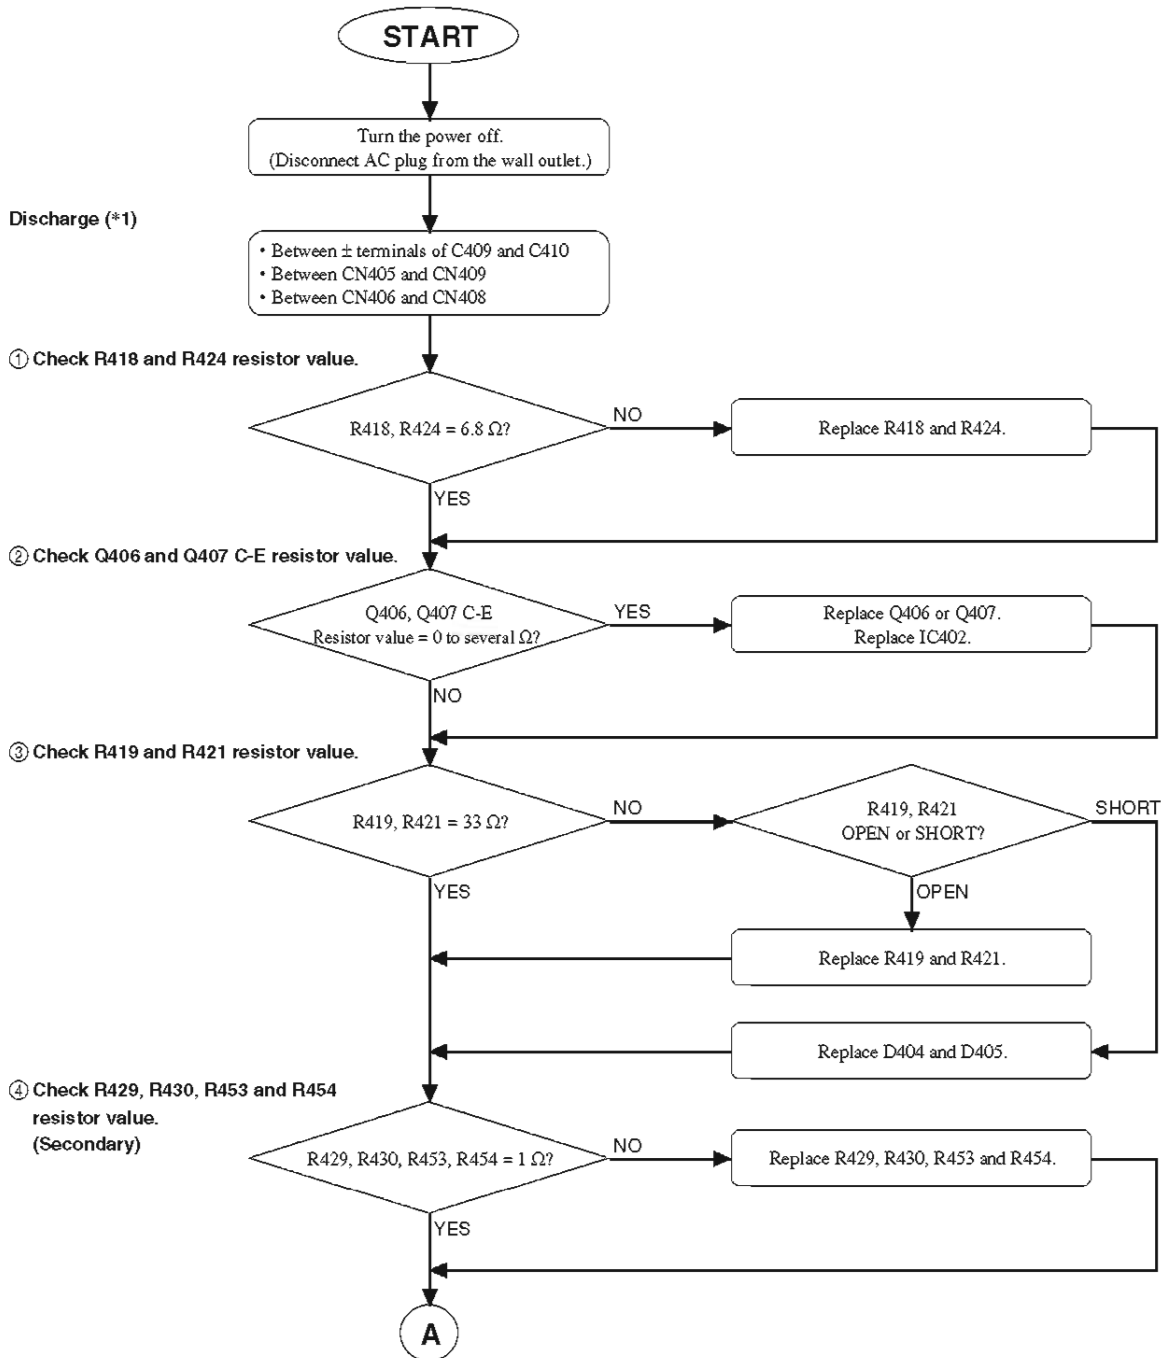 START
Turn the power off.
(Disconnect AC plug from the wall outlet.)
Discharge (*1)
• Between ± terminals of C409 and C410
• Between CN405 and CN409
• Between CN406 and CN408
① Check R418 and R424 resistor value.
R418, R424 = 6.8 Ω?
NO
Replace R418 and R424.
YES
② Check Q406 and Q407 C-E resistor value.
Q406, Q407 C-E
Resistor value = 0 to several Ω?
YES
Replace Q406 or Q407.
Replace IC402.
NO
③ Check R419 and R421 resistor value.
R419, R421 = 33 Ω?
NO
R419, R421
OPEN or SHORT?
SHORT
YES
OPEN
Replace R419 and R421.
Replace D404 and D405.
④ Check R429, R430, R453 and R454
resistor value.
(Secondary)
R429, R430, R453, R454 = 1 Ω?
NO
Replace R429, R430, R453 and R454.
YES
A